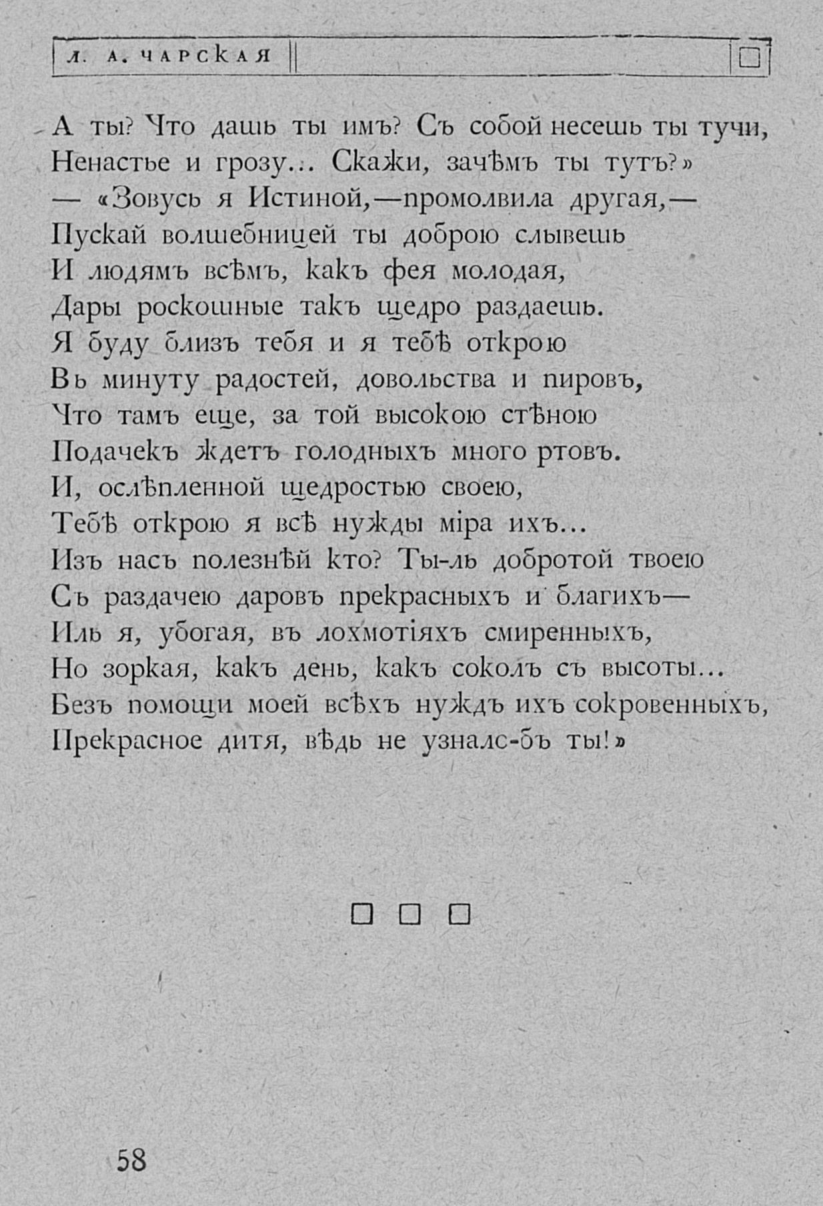 Л. А. ЧАРСКАЯ
А ты? Что дашь ты имъ? Съ собой несешь ты тучи,
Ненастье и грозу... Скажи, зачѣмъ ты тутъ?»
— «Зовусь я Истиной,—промолвила другая,—
Пускай волшебницей ты доброю слывешь
И людямъ всѣмъ, какъ фея молодая,
Дары роскошные такъ щедро раздаешь.
Я буду близъ тебя и я тебѣ открою
Вь минуту радостей, довольства и пировъ,
Что тамъ еще, за той высокою стѣною
Подачекъ ждетъ голодныхъ много ртовъ.
И, ослѣпленной щедростью своею,
Тебѣ открою я всѣ нужды міра ихъ...
Изъ насъ полезнѣй кто? Ты-ль добротой твоею
Съ раздачею даровъ прекрасныхъ и благихъ—
Иль я, убогая, въ лохмотіяхъ смиренныхъ,
Но зоркая, какъ день, какъ соколъ съ высоты...
Безъ помощи моей всѣхъ нуждъ ихъ сокровенныхъ,
Прекрасное дитя, вѣдь не узналс-бъ ты!»
58